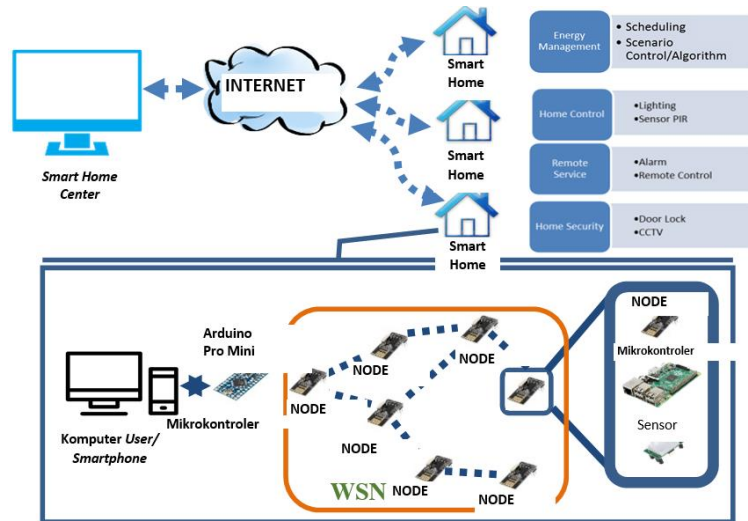 INTERNET
Smart Home
Center
Smart
Home
Smart
Home
Smart
Home
Energy
Management
• Scheduling
• Scenario
Control/Algorithm
Home Control
•Lighting
•Sensor PIR
Remote
Service
•Alarm
•Remote Control
Home Security
•Door Lock
•CCTV
Komputer User/
Smartphone
Arduino
Pro Mini
Mikrokontroler
NODE
NODE
NODE
NODE
NODE
NODE
WSN
NODE
Mikrokontroler
Sensor